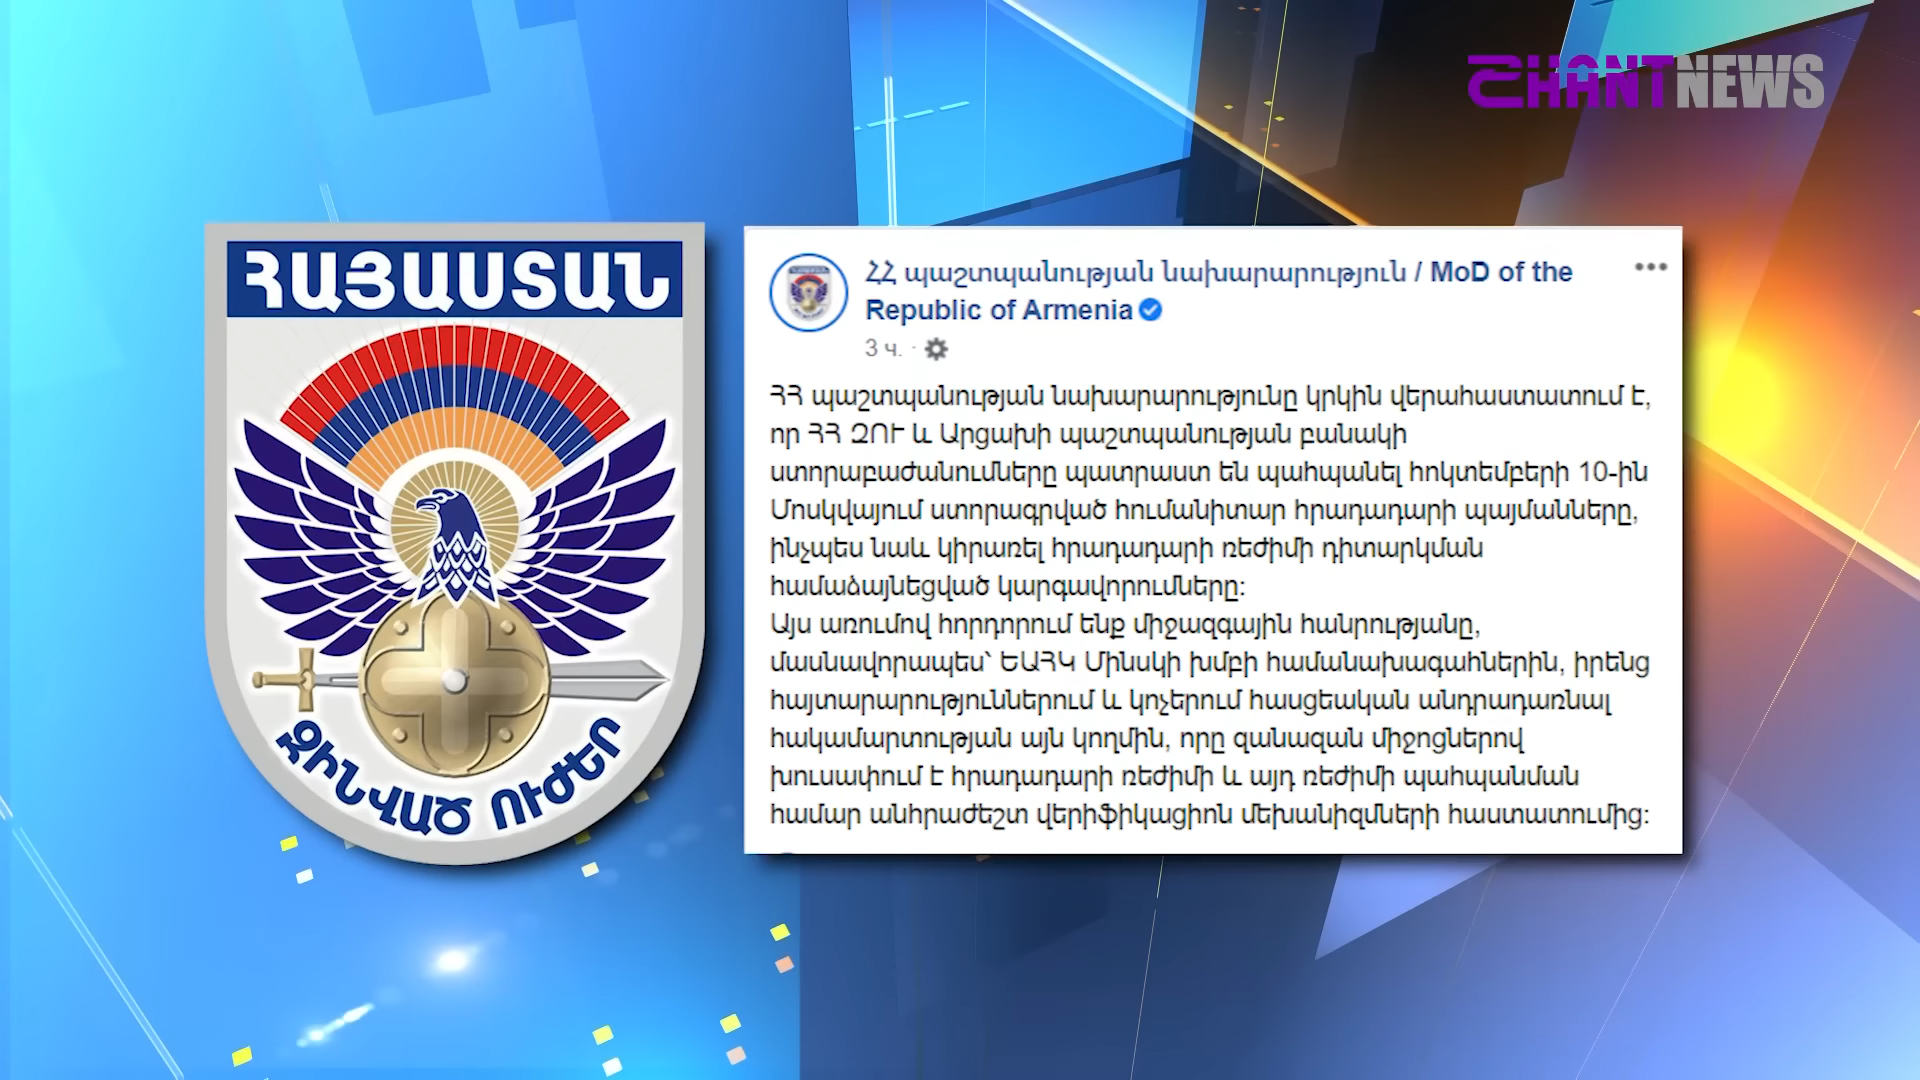 SHANTNEWS
ՀԱՅԱՍՏԱՆ
ԶԻՆՎԱԾ ՈՒԺԵՐ
ՀՀ պաշտպանության նախարարություն / MoD of the
Republic of Armenia
3 ч. ·
ՀՀ պաշտպանության նախարարությունը կրկին վերահաստատում է,
որ ՀՀ ԶՈՒ և Արցախի պաշտպանության բանակի
ստորաբաժանումները պատրաստ են պահպանել հոկտեմբերի 10-ին
Մոսկվայում ստորագրված հումանիտար հրադադարի պայմանները,
ինչպես նաև կիրառել հրադադարի ռեժիմի դիտարկման
համաձայնեցված կարգավորումները:
Այս առումով հորդորում ենք միջազգային հանրությանը,
մասնավորապես՝ ԵԱՀԿ Մինսկի խմբի համանախագահներին, իրենց
հայտարարություններում և կոչերում հասցեական անդրադառնալ
հակամարտության այն կողմին, որը զանազան միջոցներով
խուսափում է հրադադարի ռեժիմի և այդ ռեժիմի պահպանման
համար անհրաժեշտ վերիֆիկացիոն մեխանիզմների հաստատումից: